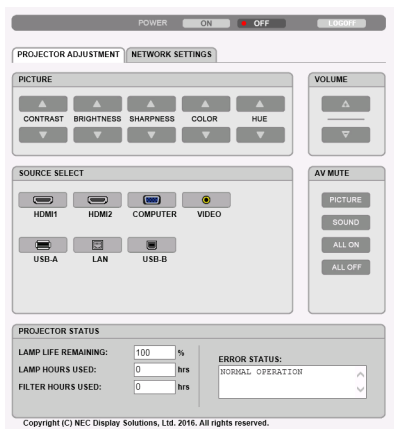 POWER ON OFF LOGOFF
PROJECTOR ADJUSTMENT NETWORK SETTINGS
PICTURE
CONTRAST BRIGHTNESS SHARPNESS COLOR HUE
VOLUME
SOURCE SELECT
HDMI1 HDMI2 COMPUTER VIDEO
USB-A LAN USB-B
AV MUTE
PICTURE
SOUND
ALL ON
ALL OFF
PROJECTOR STATUS
LAMP LIFE REMAINING: 100 %
LAMP HOURS USED: 0 hrs
FILTER HOURS USED: 0 hrs
ERROR STATUS:
NORMAL OPERATION
Copyright (C) NEC Display Solutions, Ltd. 2016. All rights reserved.